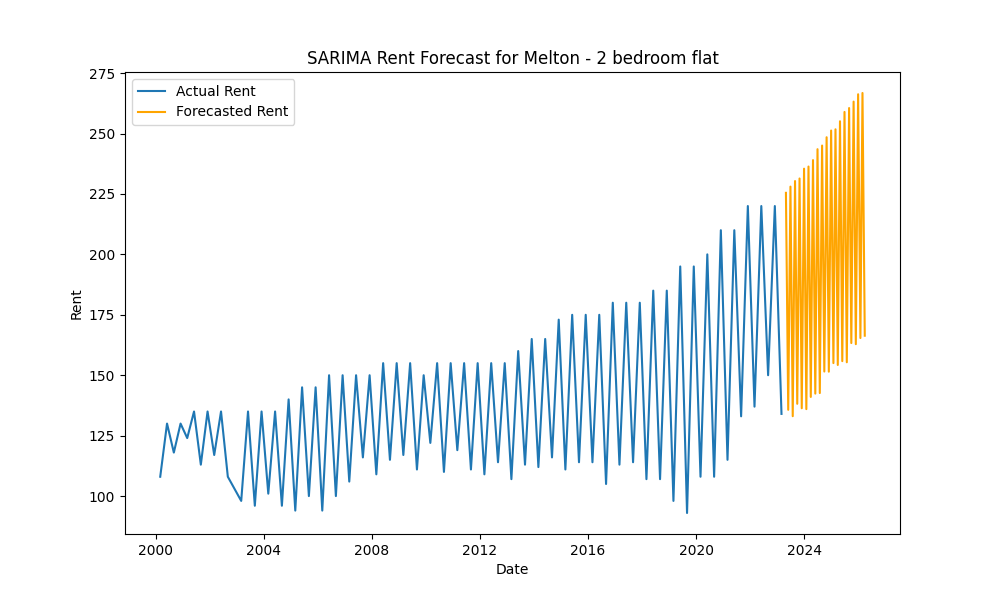 SARIMA Rent Forecast for Melton - 2 bedroom flat
Actual Rent
Forecasted Rent
275
250
225
200
175
150
125
100
Rent
2000 2004 2008 2012 2016 2020 2024
Date